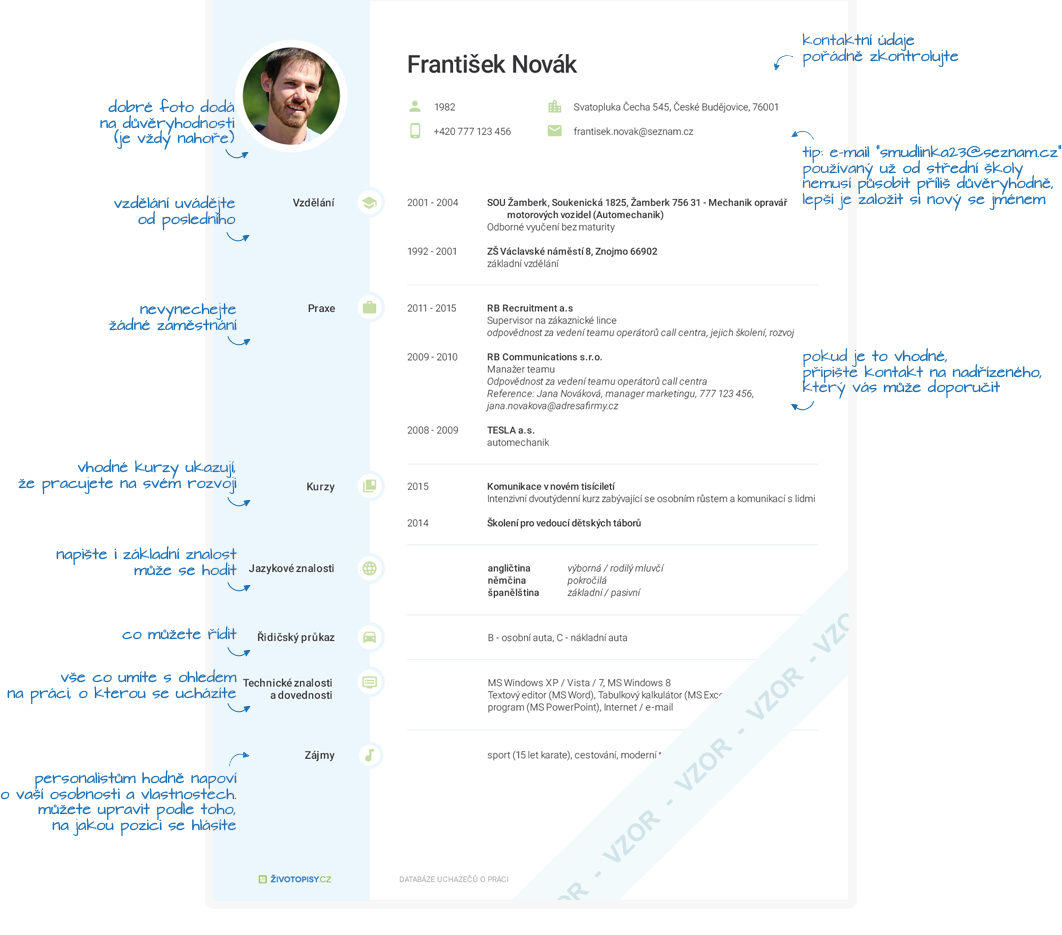 František Novák
kontaktní údaje
pořádně zkontrolujte
1982
Svatopluka Čecha 545, České Budějovice, 76001
+420 777 123 456
frantisek.novak@seznam.cz
dobré foto dodá
na důvěryhodnosti
(je vždy nahoře)
tip: e-mail "smudlinka23@seznam.cz"
používaný už od střední školy
nemusí působit příliš důvěryhodně,
lepší je založit si nový se jménem
vzdělání uvádějte
od posledního
Vzdělání
2001 - 2004
SOU Žamberk, Soukenická 1825, Žamberk 756 31 - Mechanik opravář
motorových vozidel (Automechanik)
Odborné vyučení bez maturity
1992 - 2001
ZŠ Václavské náměstí 8, Znojmo 66902
základní vzdělání
nevynechejte
žádné zaměstnání
Praxe
2011 - 2015
RB Recruitment a.s
Supervisor na zákaznické lince
odpovědnost za vedení teamu operátorů call centra, jejich školení, rozvoj
2009 - 2010
RB Communications s.r.o.
Manažer teamu
Odpovědnost za vedení teamu operátorů call centra
Reference: Jana Nováková, manager marketingu, 777 123 456,
jana.novakova@adresafirmy.cz
pokud je to vhodné,
připište kontakt na nadřízeného,
který vás může doporučit
2008 - 2009
TESLA a.s.
automechanik
vhodné kurzy ukazují,
že pracujete na svém rozvoji
Kurzy
2015
Komunikace v novém tisíciletí
Intenzivní dvoutýdenní kurz zabývající se osobním růstem a komunikací s lidmi
2014
Školení pro vedoucí dětských táborů
napište i základní znalost
může se hodit
Jazykové znalosti
angličtina výborná / rodilý mluvčí
němčina pokročilá
španělština základní / pasivní
co můžete řídit
Řidičský průkaz
B - osobní auta, C - nákladní auta
vše co umíte s ohledem
na práci, o kterou se ucházíte
Technické znalosti
a dovednosti
MS Windows XP / Vista / 7, MS Windows 8
Textový editor (MS Word), Tabulkový kalkulátor (MS Exc
program (MS PowerPoint), Internet / e-mail
Zájmy
sport (15 let karate), cestování, moderní
personalistům hodně napoví
o vaší osobnosti a vlastnostech.
můžete upravit podle toho,
na jakou pozici se hlásíte
OR - VZOR - VZOR - VZO
ŽIVOTOPISY.CZ
DATABÁZE UCHAZEČŮ O PRÁCI